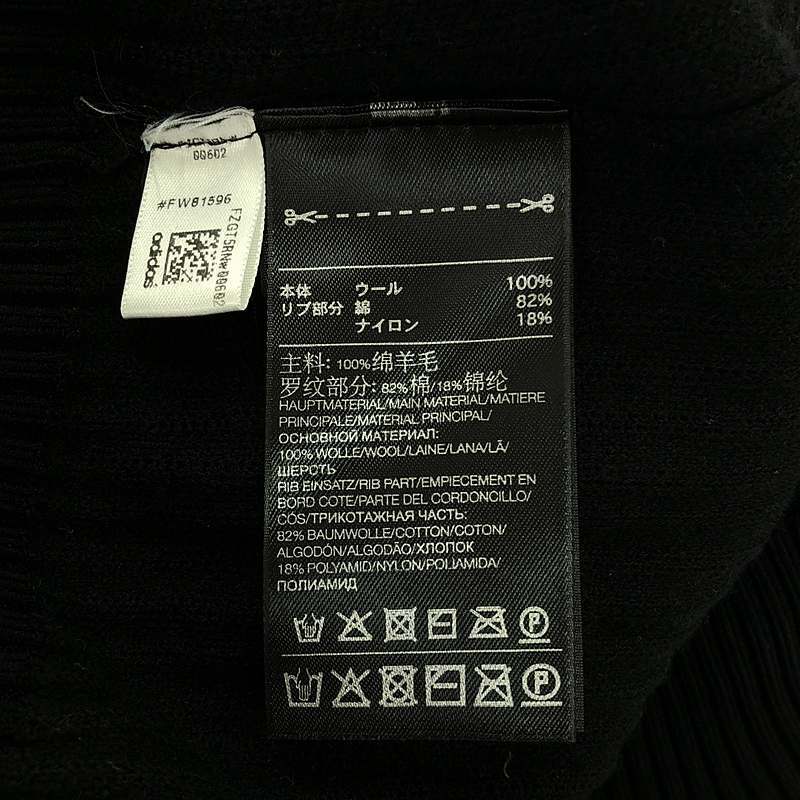 00602
#FW81596
FZGT5RNW00602
adidas
本体 ウール 100%
リブ部分 綿 82%
ナイロン 18%
主料: 100%绵羊毛
罗纹部分: 82%棉/18%锦纶
HAUPTMATERIAL/MAIN MATERIAL/MATIERE
PRINCIPALE/MATERIAL PRINCIPAL/
ОСНОВНОЙ МАТЕРИАЛ:
100% WOLLE/WOOL/LAINE/LANA/LÃ/
ШЕРСТЬ
RIB EINSATZ/RIB PART/EMPIECEMENT EN
BORD COTE/PARTE DEL CORDONCILLO/
CÓS/ТРИКОТАЖНАЯ ЧАСТЬ:
82% BAUMWOLLE/COTTON/COTON/
ALGODÓN/ALGODÃO/ХЛОПОК
18% POLYAMID/NYLON/POLIAMIDA/
ПОЛИАМИД
P
P